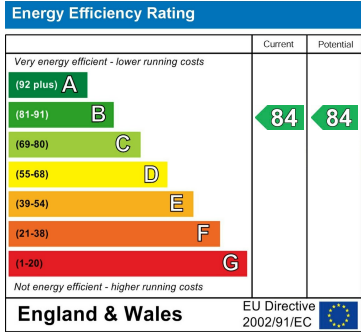 Energy Efficiency Rating
Current Potential
Very energy efficient - lower running costs
(92 plus) A
(81-91) B 84 84
(69-80) C
(55-68) D
(39-54) E
(21-38) F
(1-20) G
Not energy efficient - higher running costs
England & Wales EU Directive
2002/91/EC